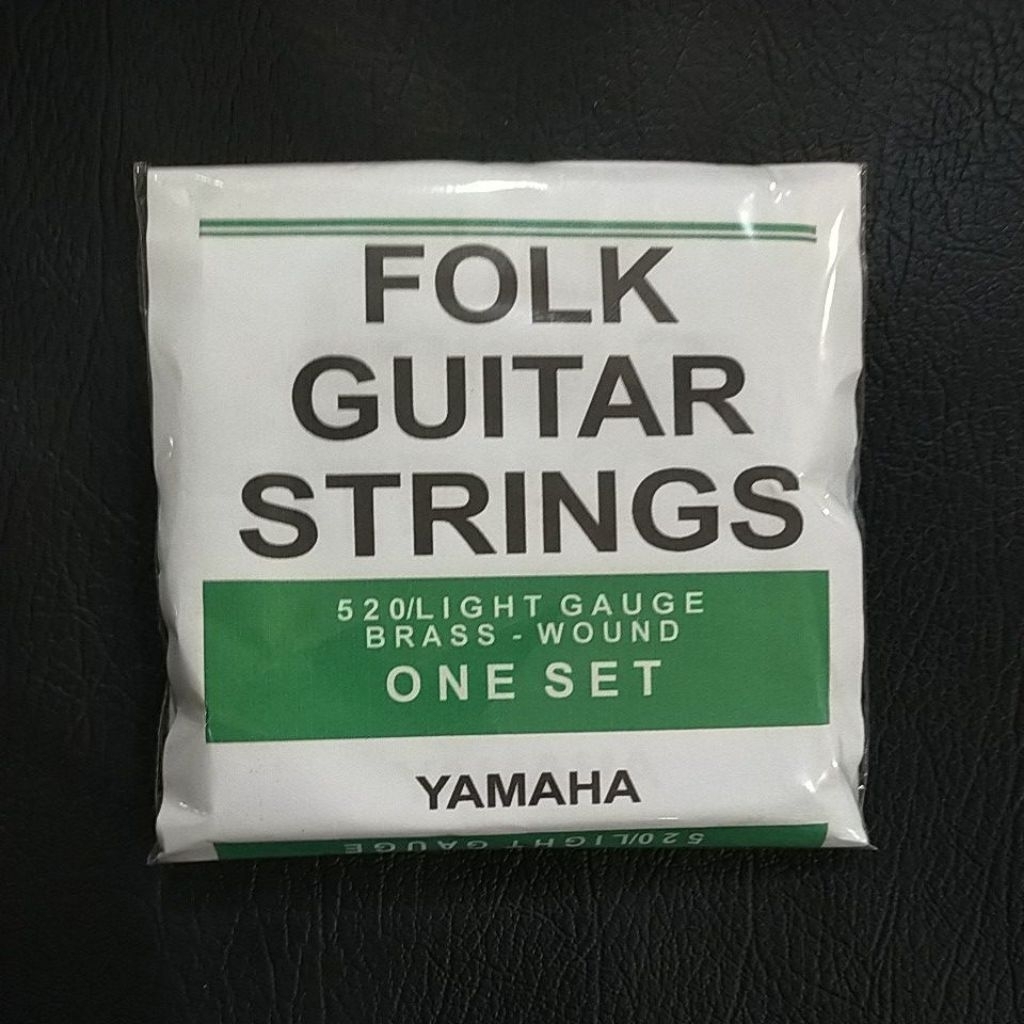 FOLK
GUITAR
STRINGS
520/LIGHT GAUGE
BRASS - WOUND
ONE SET
YAMAHA
520/LIGHT GAUGE